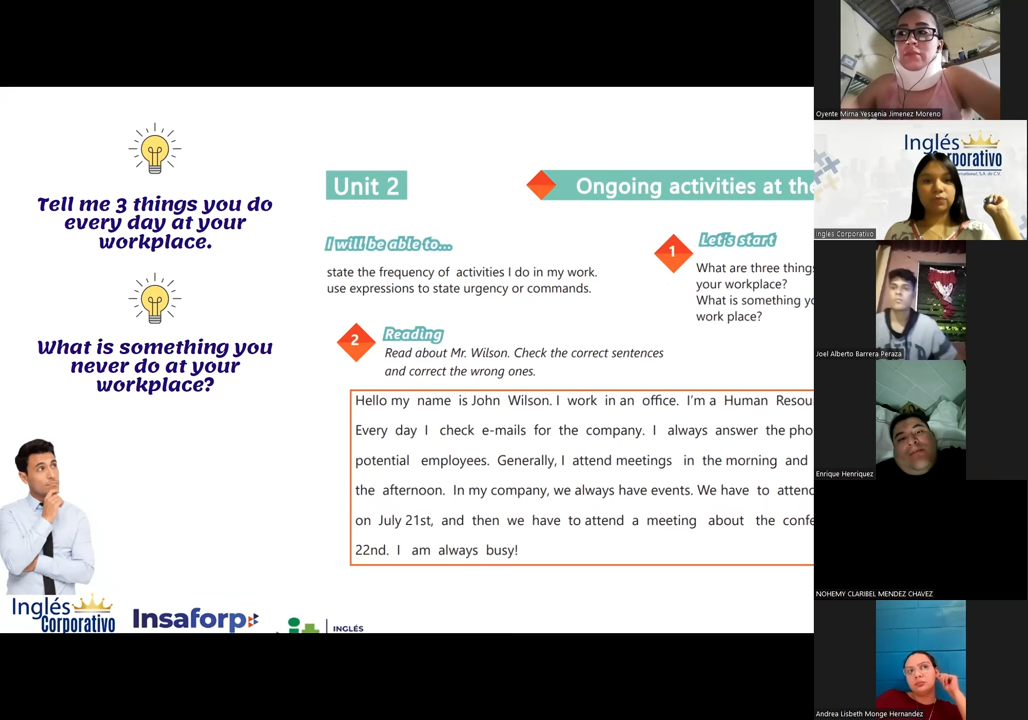 Tell me 3 things you do
every day at your
workplace.
What is something you
never do at your
workplace?
Inglés
Corporativo
Insaforp
INGLÉS
Unit 2
Ongoing activities at the
I will be able to...
state the frequency of activities I do in my work.
use expressions to state urgency or commands.
1
Let's start
What are three things
your workplace?
What is something yo
work place?
2
Reading
Read about Mr. Wilson. Check the correct sentences
and correct the wrong ones.
Hello my name is John Wilson. I work in an office. I'm a Human Resou
Every day I check e-mails for the company. I always answer the pho
potential employees. Generally, I attend meetings in the morning and
the afternoon. In my company, we always have events. We have to attend
on July 21st, and then we have to attend a meeting about the confe
22nd. I am always busy!
Oyente Mirna Yessenia Jimenez Moreno
Inglés
Corporativo
International, S.A. de C.V.
Inglés Corporativo
Joel Alberto Barrera Peraza
Enrique Henriquez
NOHEMY CLARIBEL MENDEZ CHAVEZ
Andrea Lisbeth Monge Hernandez